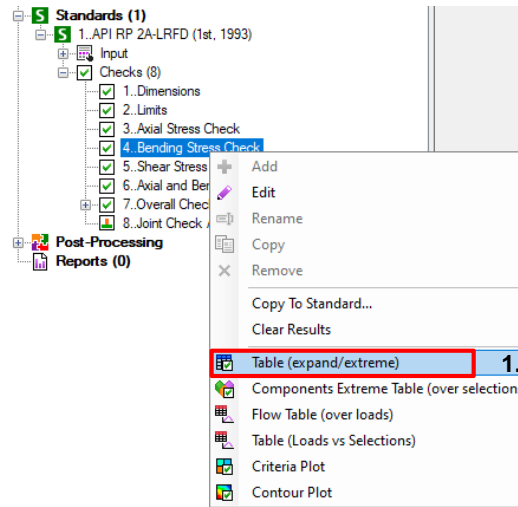 Standards (1)
1..API RP 2A-LRFD (1st, 1993)
Input
Checks (8)
1..Dimensions
2..Limits
3..Axial Stress Check
4..Bending Stress Check
5..Shear Stress
6..Axial and Ber
7..Overall Chec
8..Joint Check
Post-Processing
Reports (0)
Add
Edit
Rename
Copy
Remove
Copy To Standard...
Clear Results
Table (expand/extreme)
1.
Components Extreme Table (over selection
Flow Table (over loads)
Table (Loads vs Selections)
Criteria Plot
Contour Plot